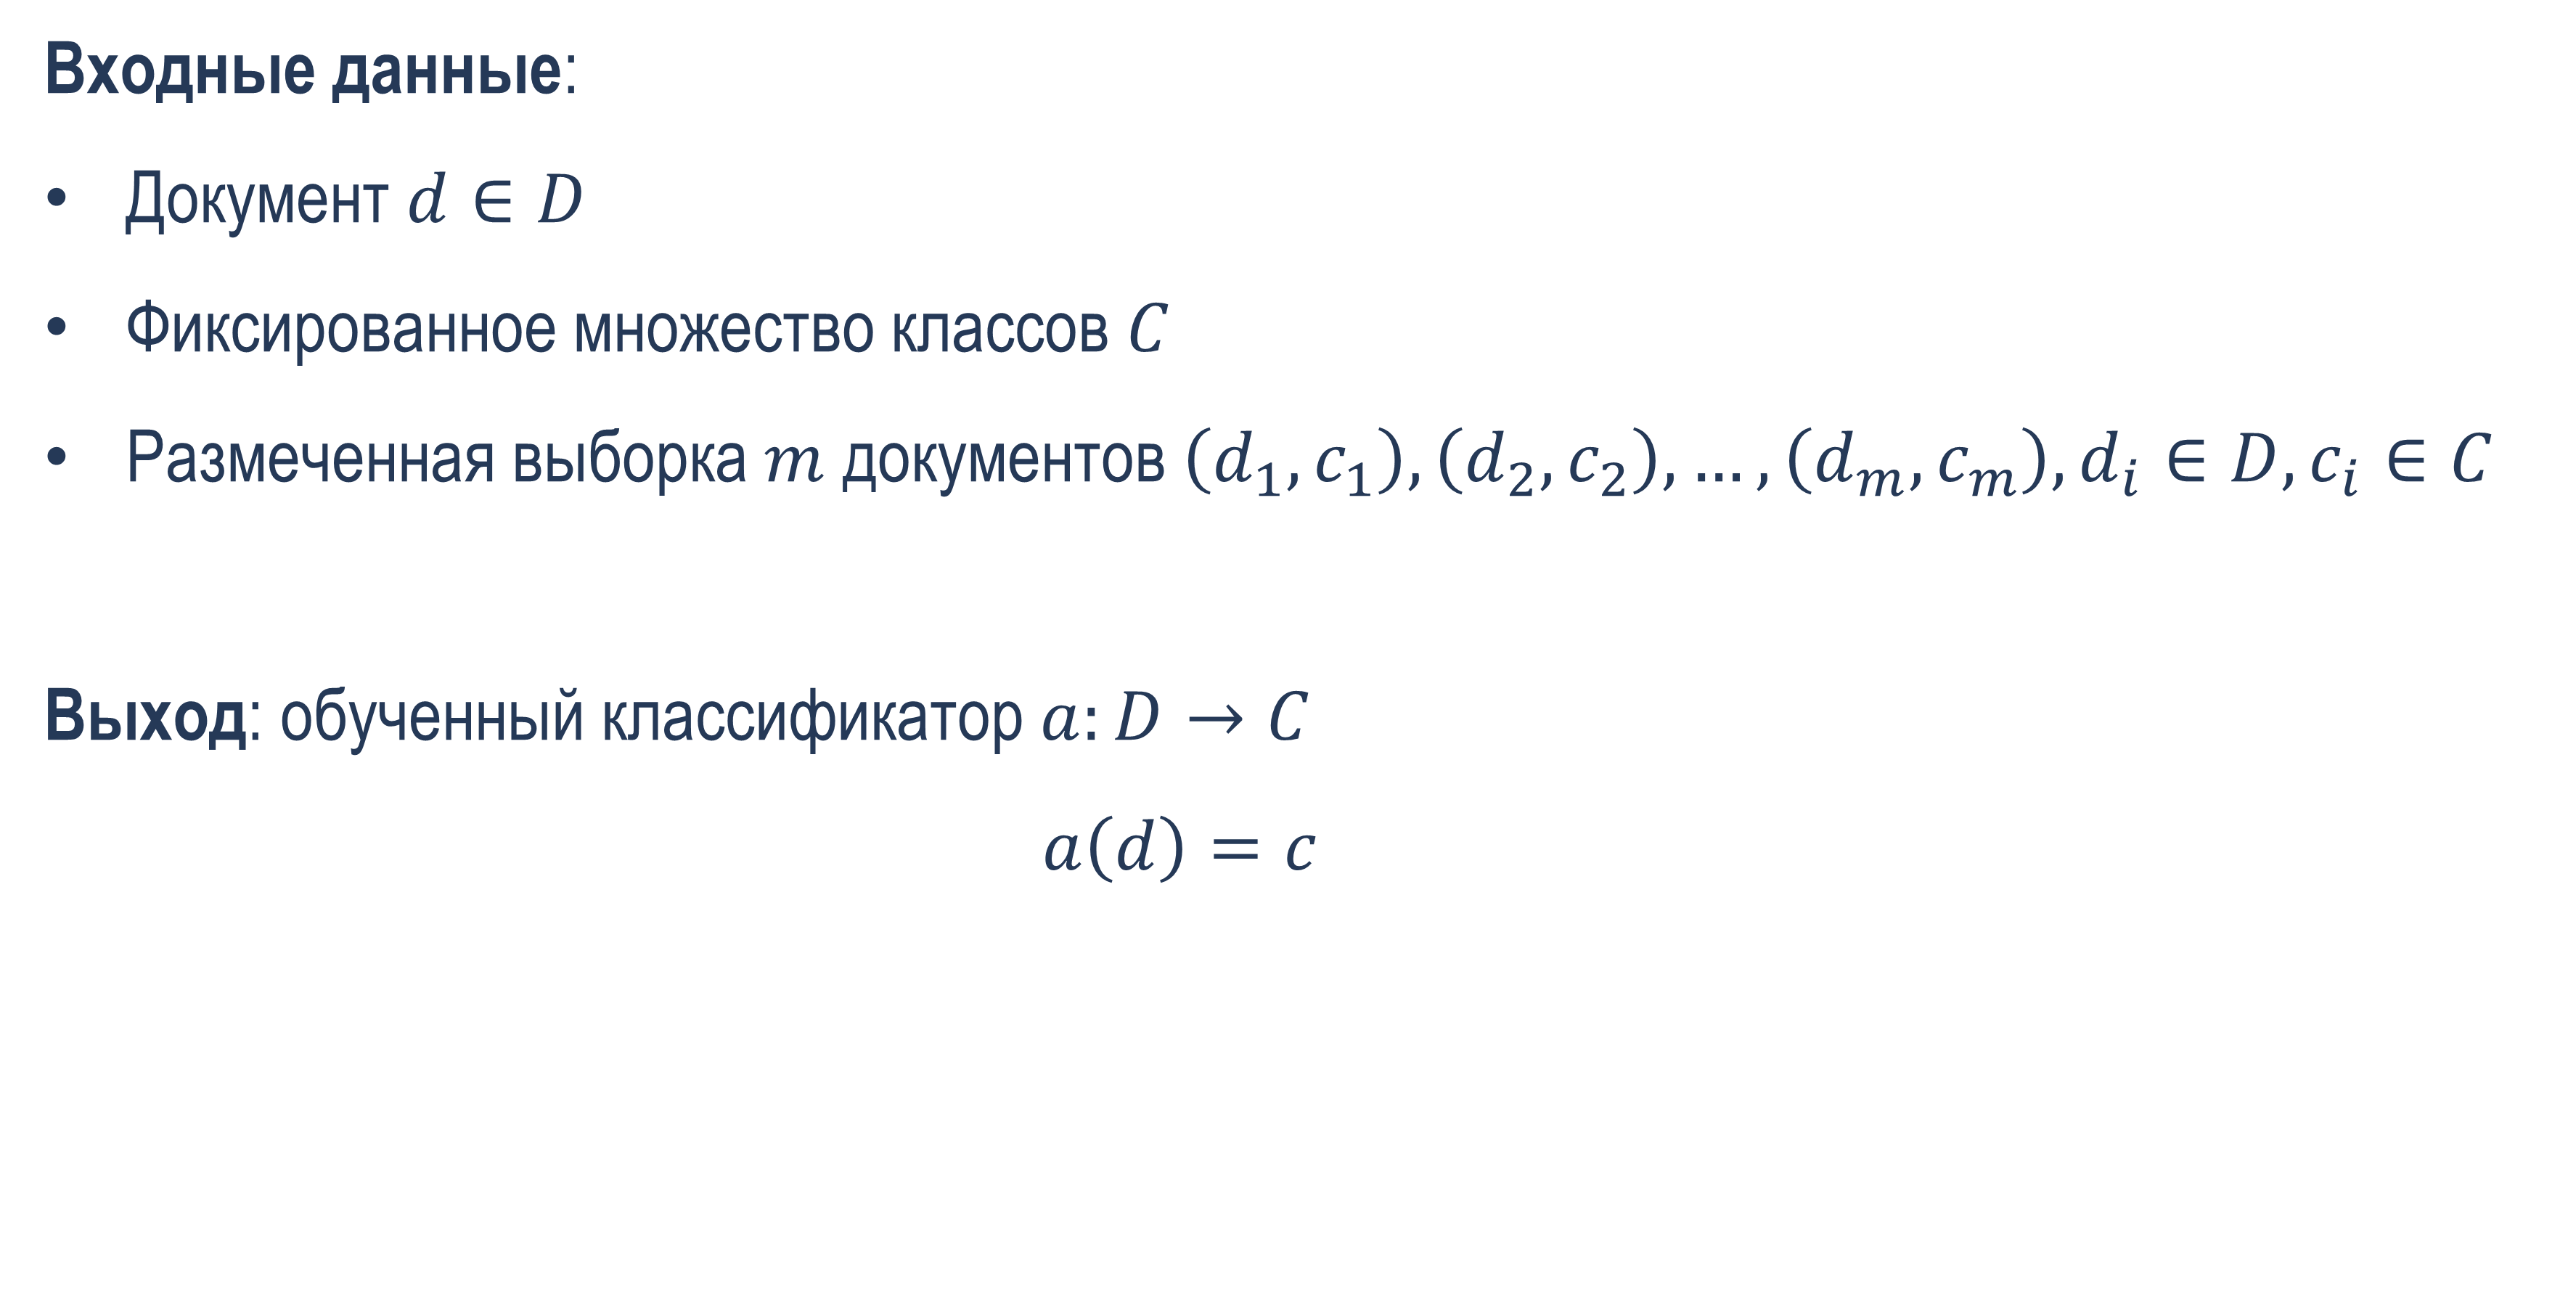 Входные данные:
• Документ 𝑑 ∈ 𝐷
• Фиксированное множество классов 𝐶
• Размеченная выборка 𝑚 документов (𝑑₁, 𝑐₁), (𝑑₂, 𝑐₂), … , (𝑑ₘ, 𝑐ₘ), 𝑑ᵢ ∈ 𝐷, 𝑐ᵢ ∈ 𝐶
Выход: обученный классификатор 𝑎: 𝐷 → 𝐶
𝑎(𝑑) = 𝑐